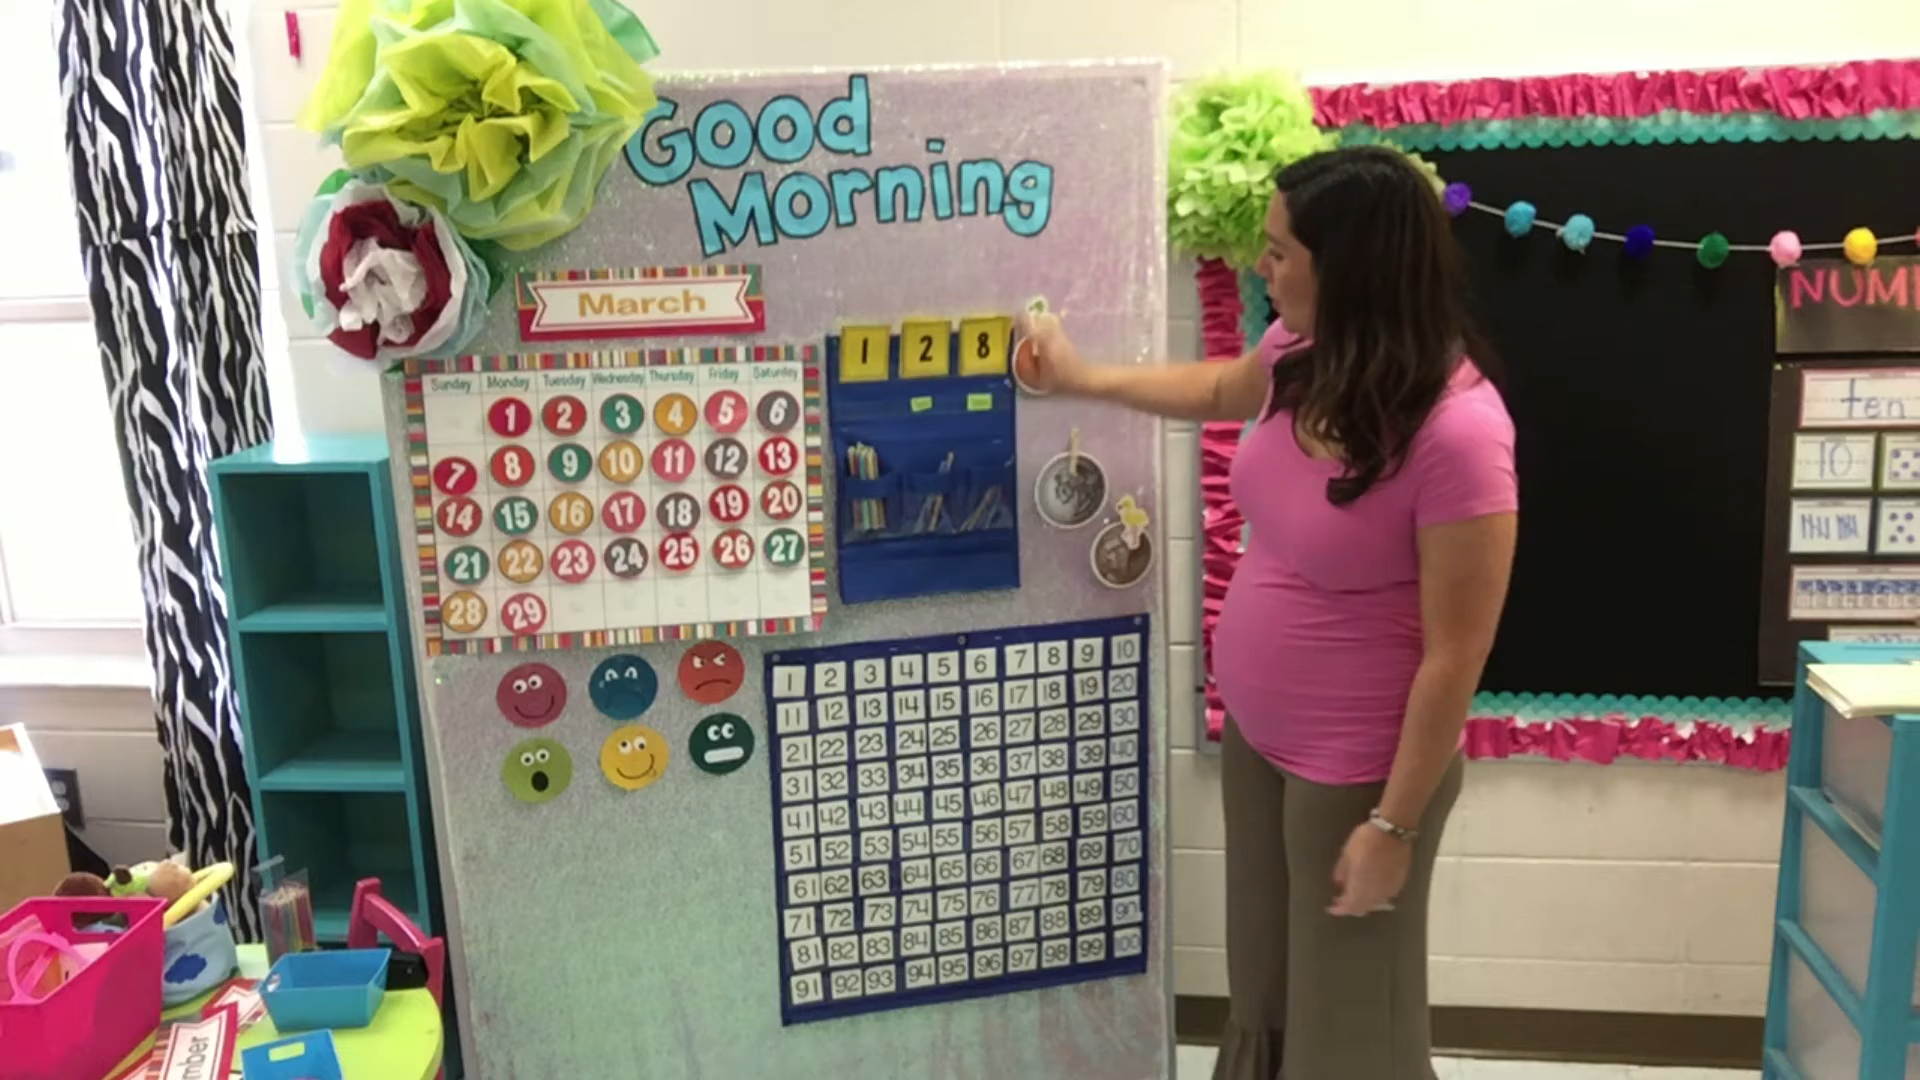 Good
Morning
March
1 2 8
Sunday Monday Tuesday Wednesday Thursday Friday Saturday
1 2 3 4 5 6
7 8 9 10 11 12 13
14 15 16 17 18 19 20
21 22 23 24 25 26 27
28 29
1 2 3 4 5 6 7 8 9 10
11 12 13 14 15 16 17 18 19 20
21 22 23 24 25 26 27 28 29 30
31 32 33 34 35 36 37 38 39 40
41 42 43 44 45 46 47 48 49 50
51 52 53 54 55 56 57 58 59 60
61 62 63 64 65 66 67 68 69 70
71 72 73 74 75 76 77 78 79 80
81 82 83 84 85 86 87 88 89 90
91 92 93 94 95 96 97 98 99 100
NUM
ten
10
mber